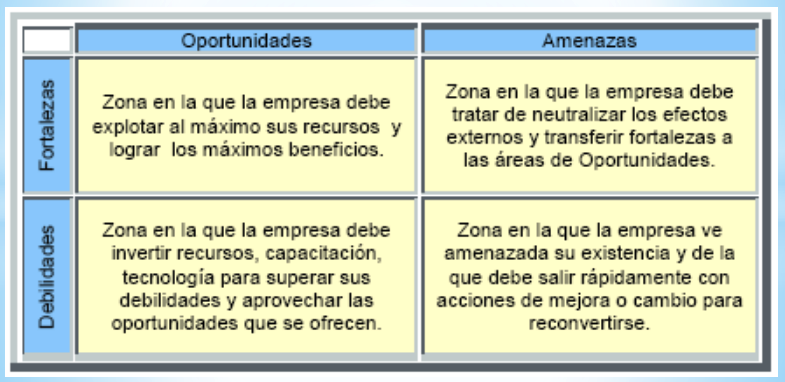 Oportunidades
Amenazas
Fortalezas
Zona en la que la empresa debe
explotar al máximo sus recursos y
lograr los máximos beneficios.
Zona en la que la empresa debe
tratar de neutralizar los efectos
externos y transferir fortalezas a
las áreas de Oportunidades.
Debilidades
Zona en la que la empresa debe
invertir recursos, capacitación,
tecnología para superar sus
debilidades y aprovechar las
oportunidades que se ofrecen.
Zona en la que la empresa ve
amenazada su existencia y de la
que debe salir rápidamente con
acciones de mejora o cambio para
reconvertirse.